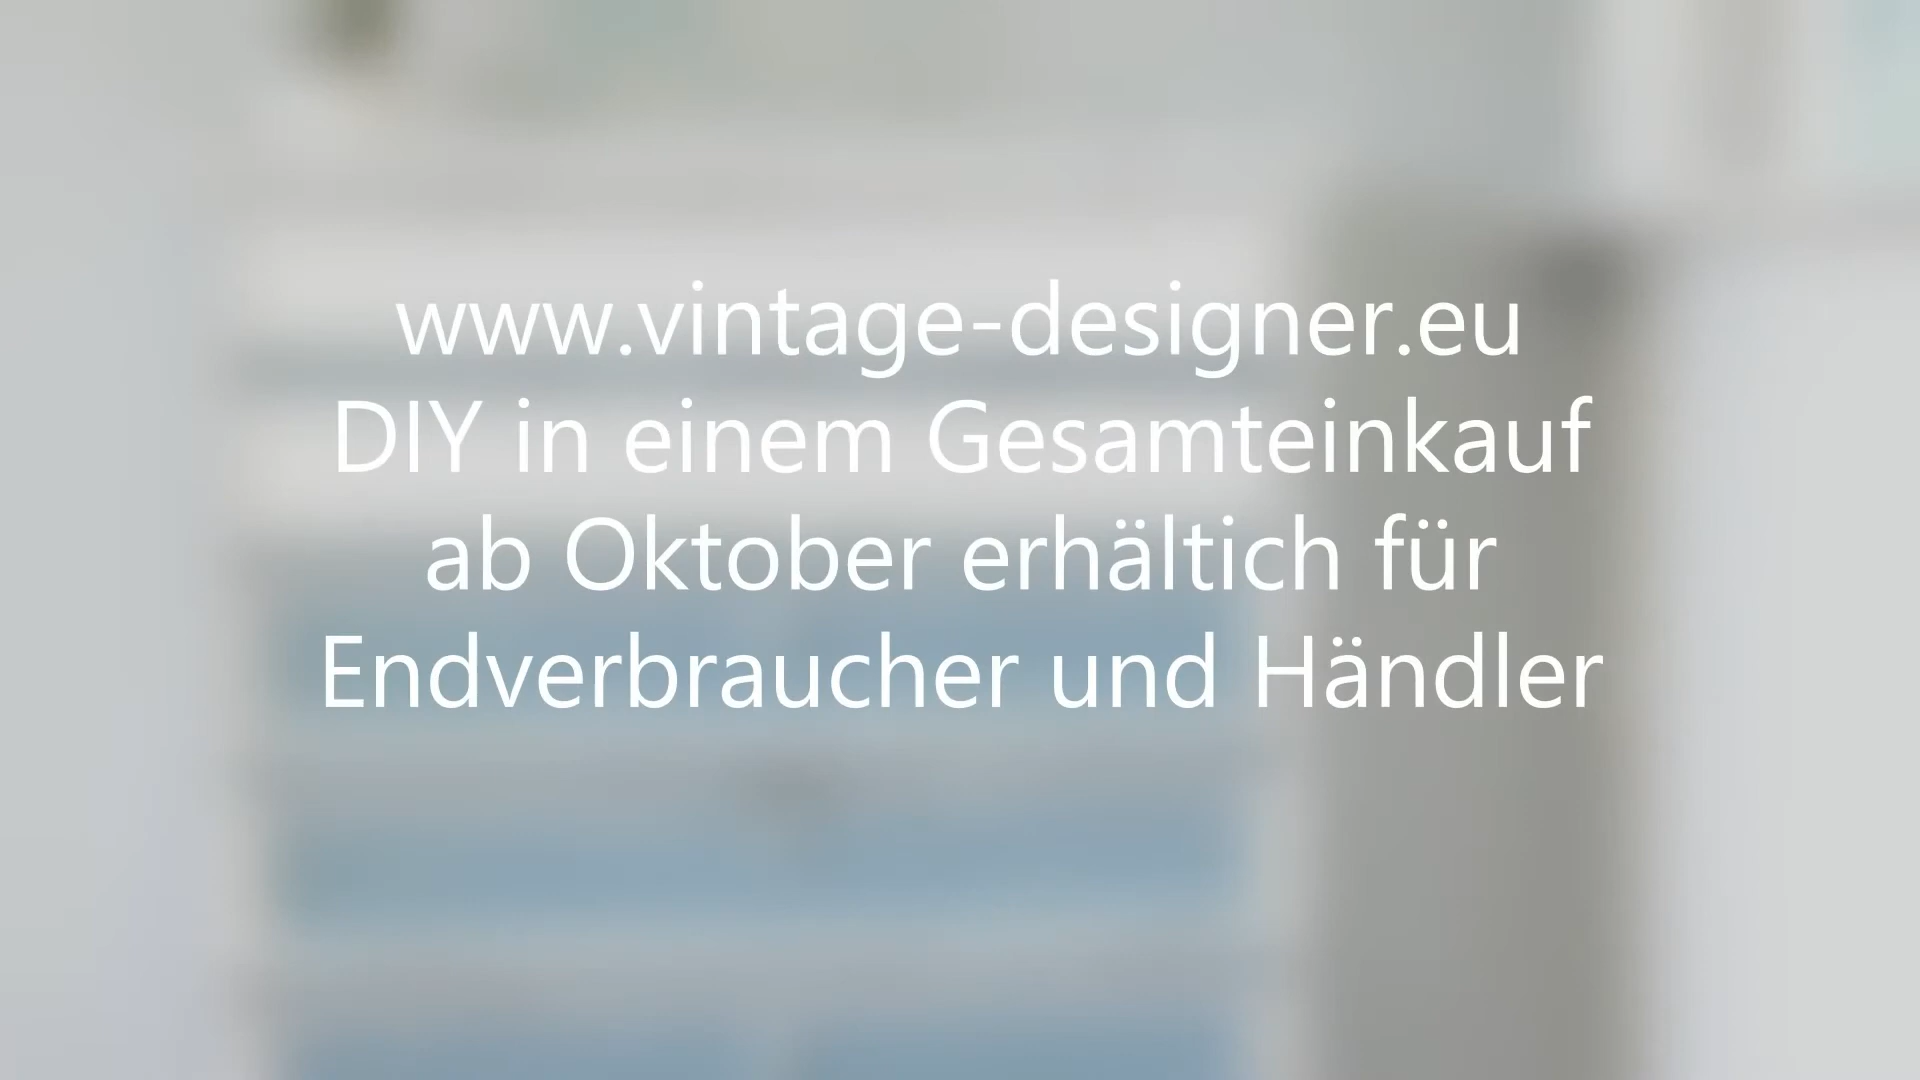 www.vintage-designer.eu
DIY in einem Gesamteinkauf
ab Oktober erhältich für
Endverbraucher und Händler